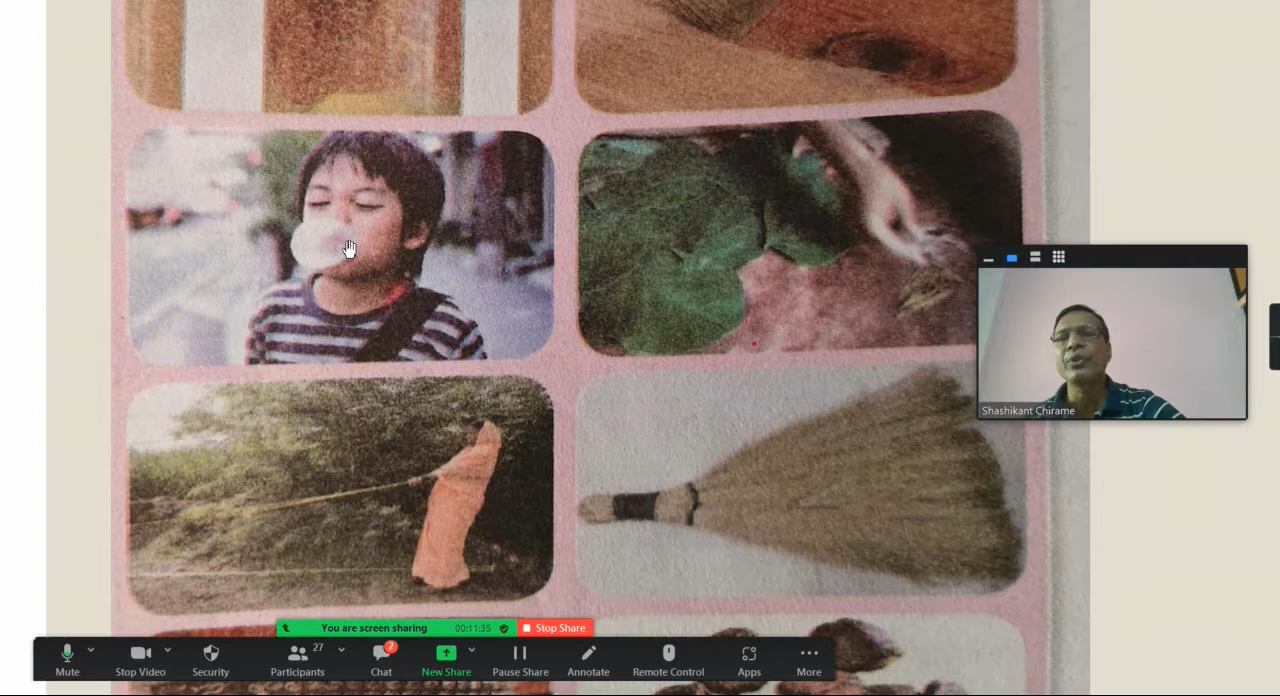 Shashikant Chirame
You are screen sharing
00:11:35
Stop Share
27
2
Mute
Stop Video
Security
Participants
Chat
New Share
Pause Share
Annotate
Remote Control
Apps
More